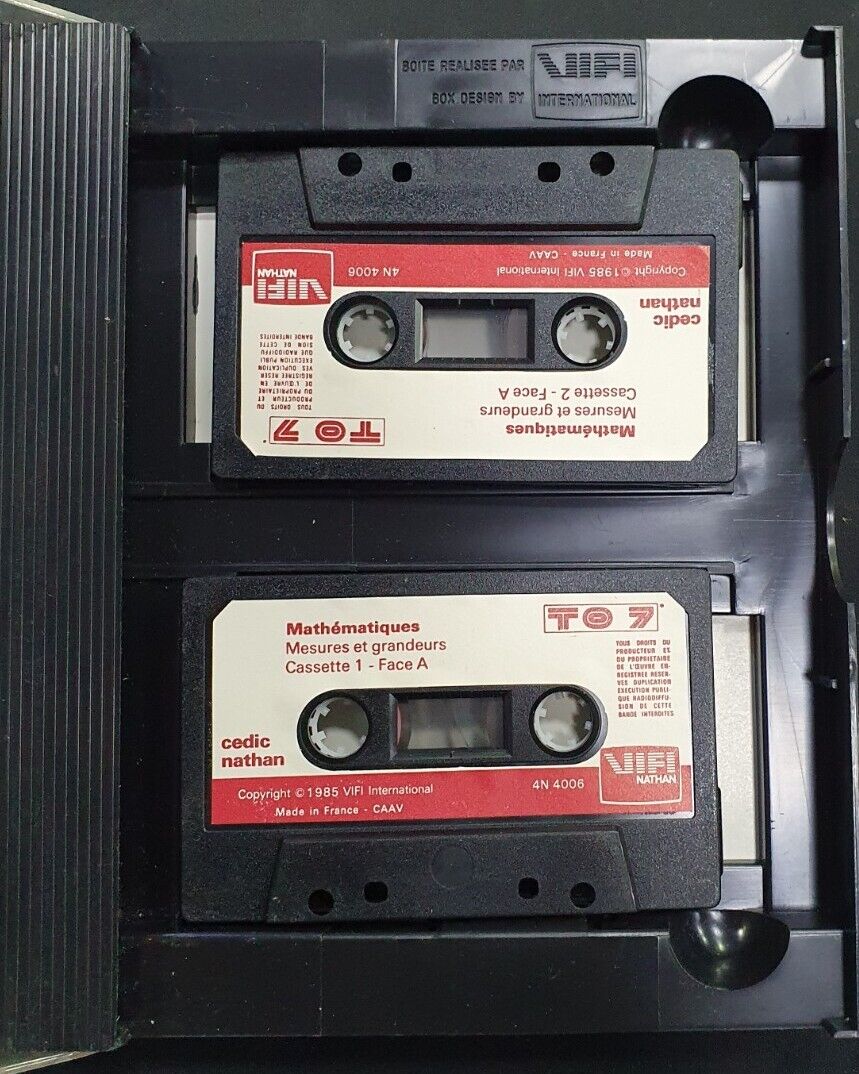 BOITE REALISEE PAR
BOX DESIGN BY
VIFI
INTERNATIONAL
Mathématiques
Mesures et grandeurs
Cassette 2 - Face A
TO 7
TOUS DROITS DU
PRODUCTEUR ET
DU PROPRIETAIRE
DE L'ŒUVRE EN-
REGISTREE RESER-
VES DUPLICATION
EXECUTION PUBLI-
QUE RADIODIFFU-
SION DE CETTE
BANDE INTERDITES
cedic
nathan
VIFI
NATHAN
Copyright © 1985 VIFI International
4N 4006
Made in France - CAAV
Mathématiques
Mesures et grandeurs
Cassette 1 - Face A
TO 7
TOUS DROITS DU
PRODUCTEUR ET
DU PROPRIETAIRE
DE L'ŒUVRE EN-
REGISTREE RESER-
VES DUPLICATION
EXECUTION PUBLI-
QUE RADIODIFFU-
SION DE CETTE
BANDE INTERDITES
cedic
nathan
VIFI
NATHAN
Copyright © 1985 VIFI International
4N 4006
Made in France - CAAV